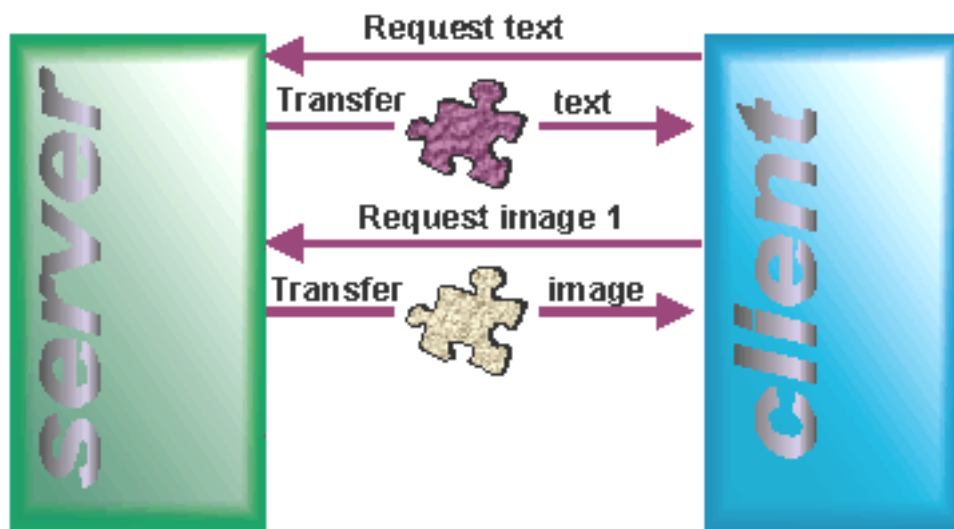 Request text
server
Transfer text
client
Request image 1
Transfer image